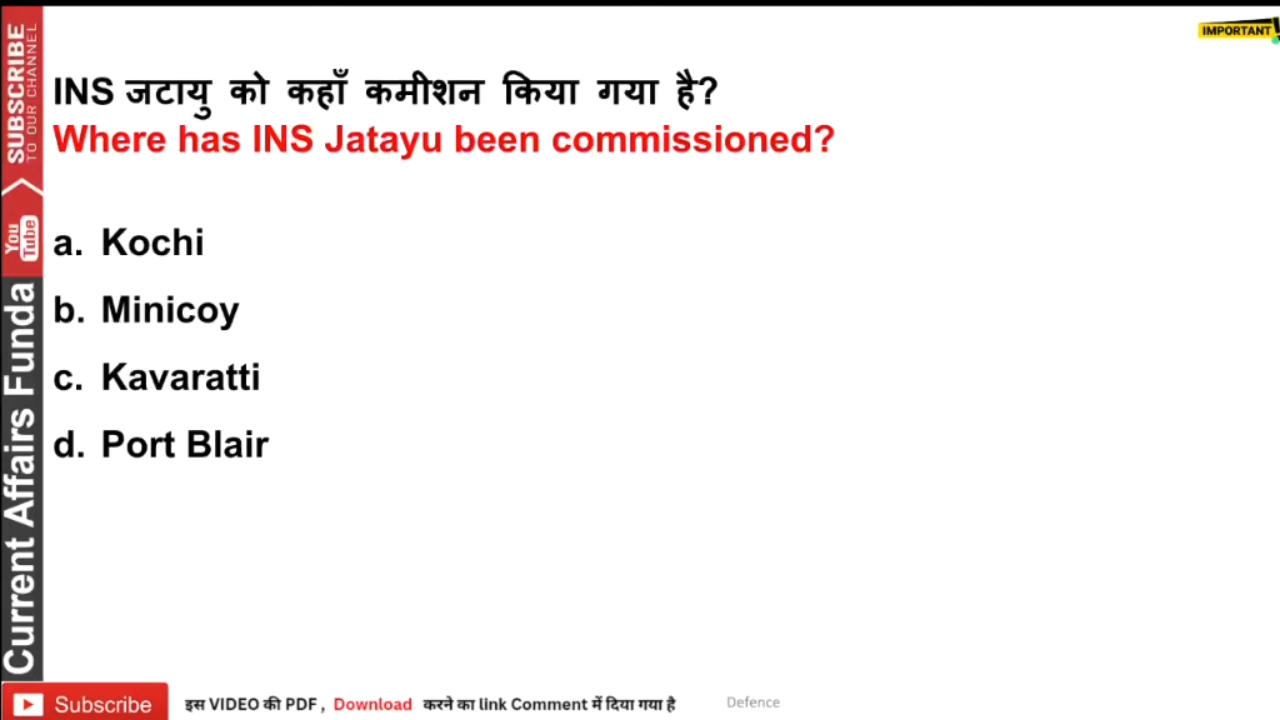 IMPORTANT
INS जटायु को कहाँ कमीशन किया गया है?
Where has INS Jatayu been commissioned?
a. Kochi
b. Minicoy
c. Kavaratti
d. Port Blair
SUBSCRIBE
TO OUR CHANNEL
You
Tube
Current Affairs Funda
Subscribe
इस VIDEO की PDF , Download करने का link Comment में दिया गया है
Defence